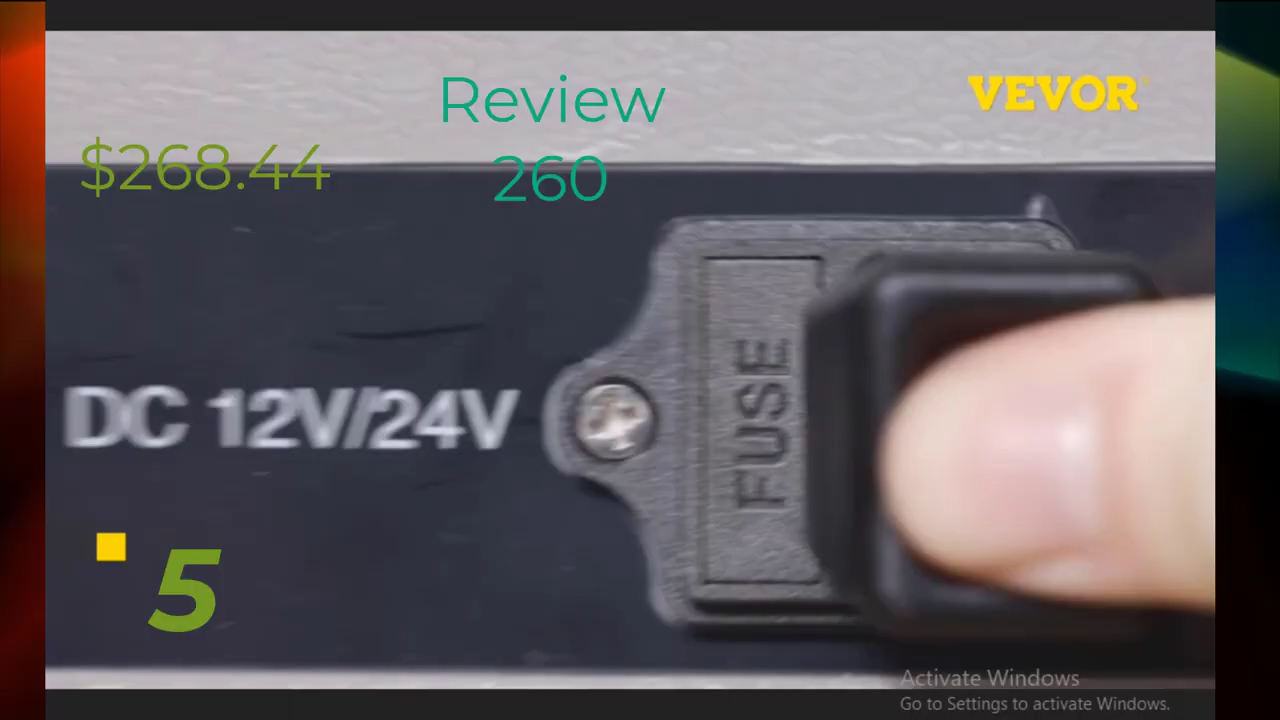 Review
VEVOR
$268.44
260
DC 12V/24V
FUSE
5
Activate Windows
Go to Settings to activate Windows.